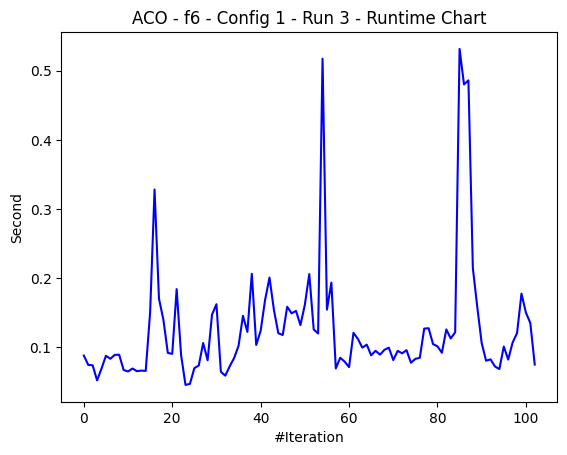 ACO - f6 - Config 1 - Run 3 - Runtime Chart
0.5
0.4
0.3
0.2
0.1
Second
0 20 40 60 80 100
#Iteration